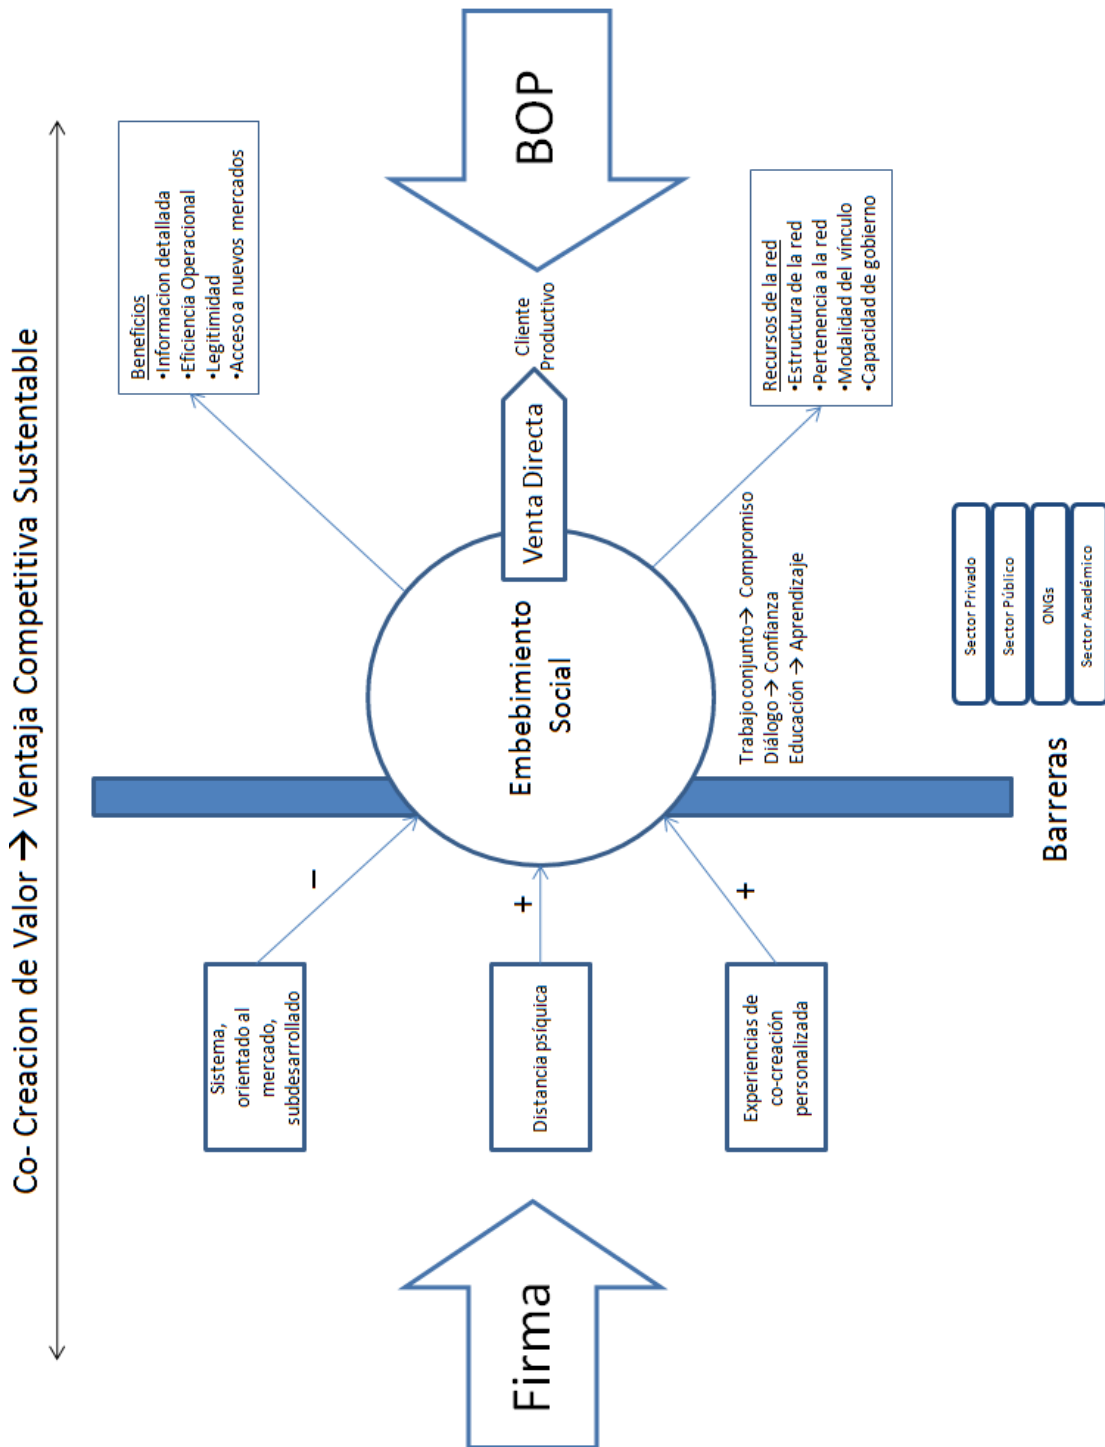 Co- Creacion de Valor → Ventaja Competitiva Sustentable
Firma
Sistema,
orientado al
mercado,
subdesarrollado
Distancia psíquica
Experiencias de
co-creación
personalizada
–
+
+
Embebimiento
Social
Venta Directa
Cliente
Productivo
BOP
Beneficios
•Informacion detallada
•Eficiencia Operacional
•Legitimidad
•Acceso a nuevos mercados
Recursos de la red
•Estructura de la red
•Pertenencia a la red
•Modalidad del vínculo
•Capacidad de gobierno
Trabajo conjunto→ Compromiso
Diálogo → Confianza
Educación → Aprendizaje
Barreras
Sector Privado
Sector Público
ONGs
Sector Académico